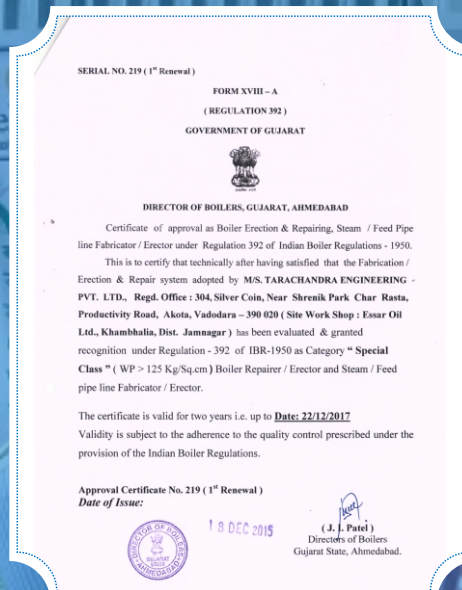 SERIAL NO. 219 ( 1st Renewal )
FORM XVIII – A
( REGULATION 392 )
GOVERNMENT OF GUJARAT
DIRECTOR OF BOILERS, GUJARAT, AHMEDABAD
Certificate of approval as Boiler Erection & Repairing, Steam / Feed Pipe
line Fabricator / Erector under Regulation 392 of Indian Boiler Regulations - 1950.
This is to certify that technically after having satisfied that the Fabrication /
Erection & Repair system adopted by M/S. TARACHANDRA ENGINEERING -
PVT. LTD., Regd. Office : 304, Silver Coin, Near Shrenik Park Char Rasta,
Productivity Road, Akota, Vadodara – 390 020 ( Site Work Shop : Essar Oil
Ltd., Khambhalia, Dist. Jamnagar ) has been evaluated & granted
recognition under Regulation - 392 of IBR-1950 as Category “ Special
Class ” ( WP > 125 Kg/Sq.cm ) Boiler Repairer / Erector and Steam / Feed
pipe line Fabricator / Erector.
The certificate is valid for two years i.e. up to Date: 22/12/2017
Validity is subject to the adherence to the quality control prescribed under the
provision of the Indian Boiler Regulations.
Approval Certificate No. 219 ( 1st Renewal )
Date of Issue:
18 DEC 2015
DIRECTOR OF BOILERS
GUJARAT
STATE
AHMEDABAD
( J. J. Patel )
Directors of Boilers
Gujarat State, Ahmedabad.